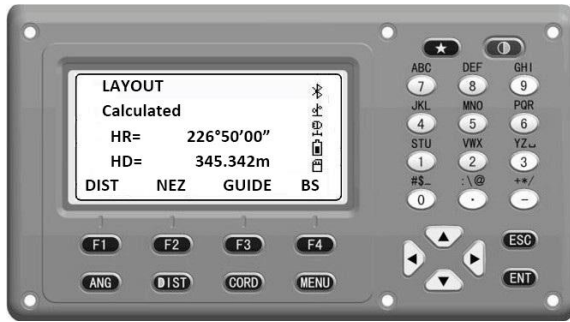 LAYOUT
Calculated
HR= 226°50'00”
HD= 345.342m
DIST NEZ GUIDE BS
F1 F2 F3 F4
ANG DIST CORD MENU
★
ABC DEF GHI
7 8 9
JKL MNO PQR
4 5 6
STU VWX YZ␣
1 2 3
#$_ :\@ +*/
0 . -
ESC
ENT